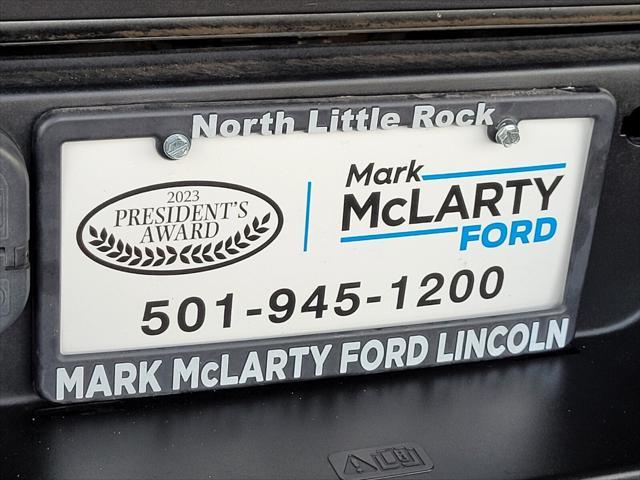 North Little Rock
2023
PRESIDENT'S
AWARD
Mark
McLARTY
FORD
501-945-1200
MARK McLARTY FORD LINCOLN